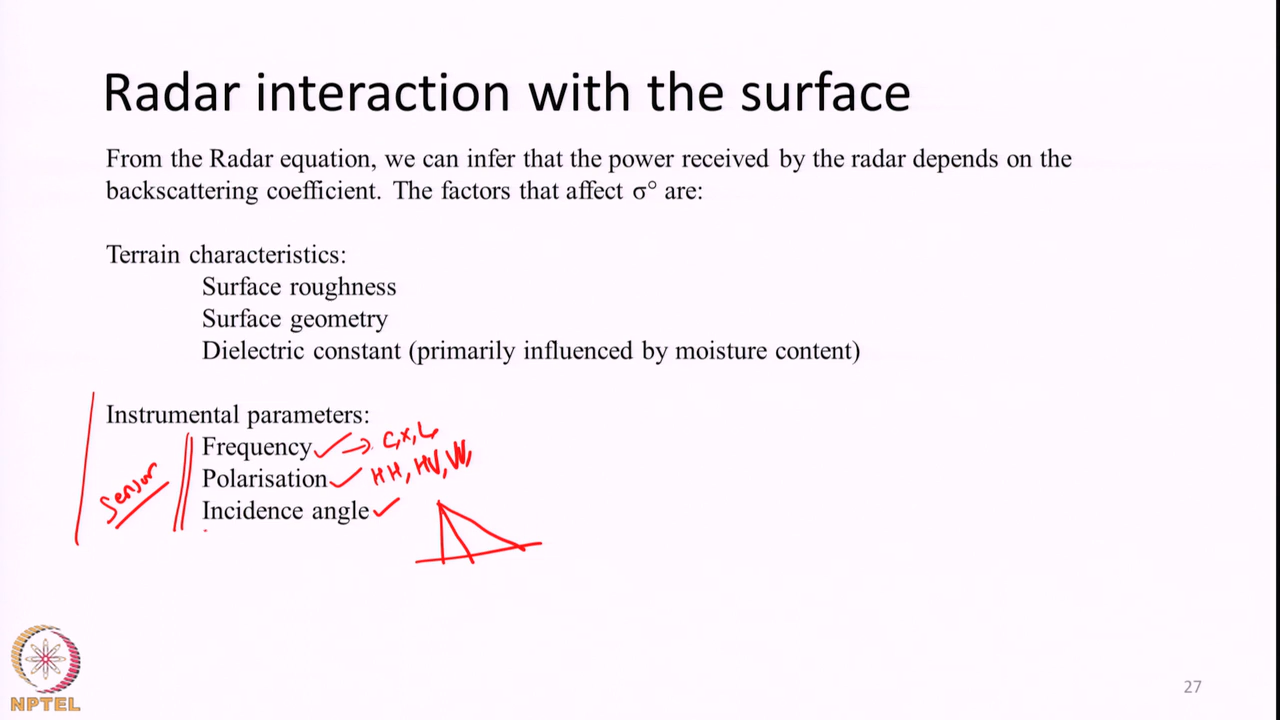 Radar interaction with the surface
From the Radar equation, we can infer that the power received by the radar depends on the
backscattering coefficient. The factors that affect σ° are:
Terrain characteristics:
Surface roughness
Surface geometry
Dielectric constant (primarily influenced by moisture content)
Instrumental parameters:
Frequency → C, X, L
Polarisation HH, HV, VV,
Incidence angle
Sensor
NPTEL
27